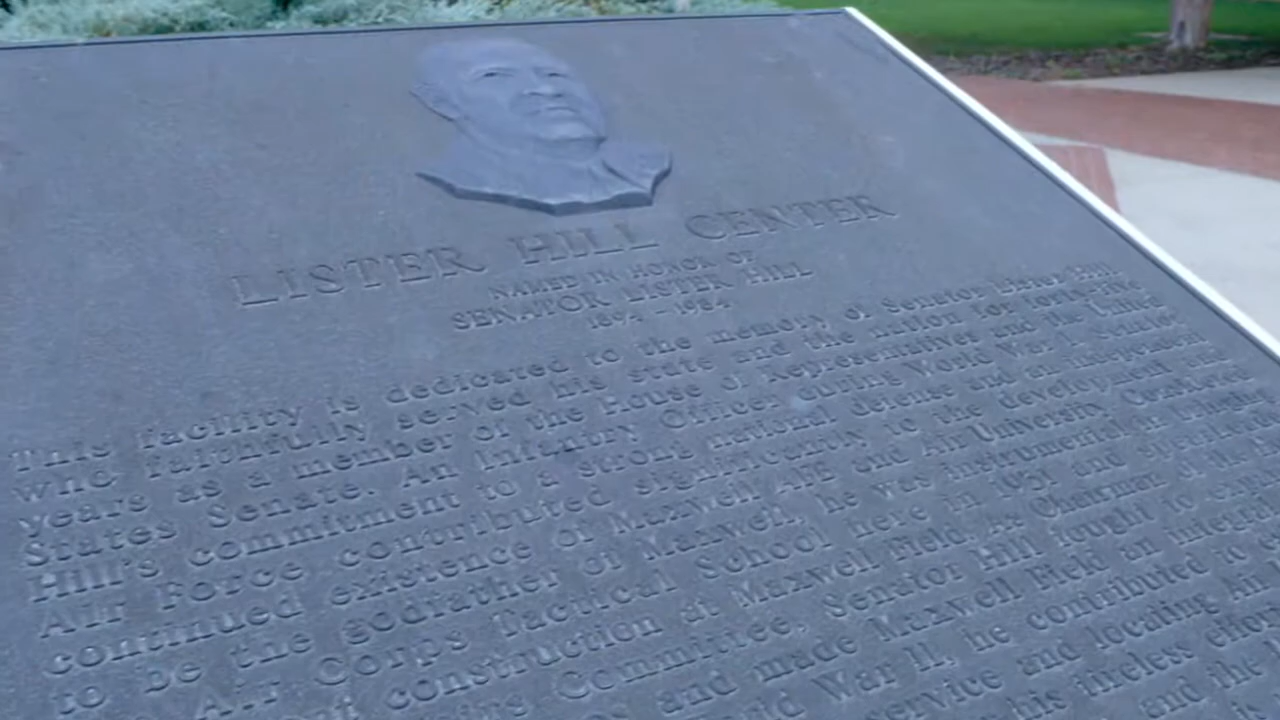 LISTER HILL CENTER
NAMED IN HONOR OF
SENATOR LISTER HILL
1894 - 1984
This facility is dedicated to the memory of Senator Lister Hill
who faithfully served his state and the nation for forty-five
years as a member of the House of Representatives and the United
States Senate. An Infantry Officer during World War I, Senator
Hill's commitment to a strong national defense and an independent
Air Force contributed significantly to the development and
continued existence of Maxwell AFB and Air University. Considered
to be the godfather of Maxwell, he was instrumental in bringing
Air Corps Tactical School here in 1931 and
construction at Maxwell Field. As Chairman of the
Committee, Senator Hill fought to
and made Maxwell Field an
War II, he contributed to
service and locating Air
his tireless
and the